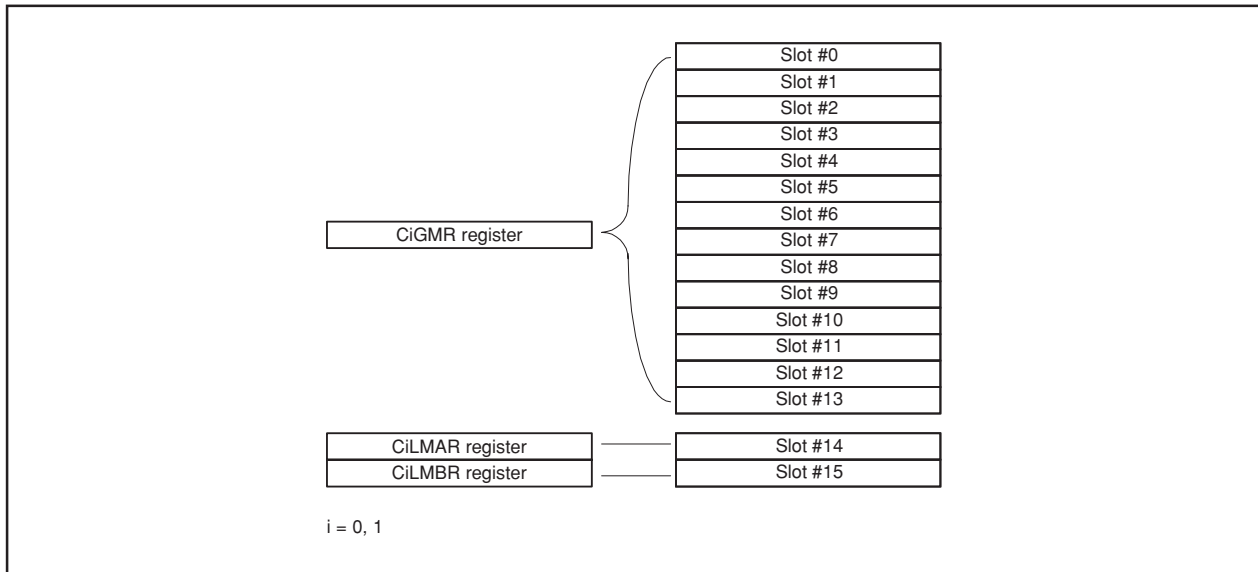 Slot #0
Slot #1
Slot #2
Slot #3
Slot #4
Slot #5
Slot #6
CiGMR register
Slot #7
Slot #8
Slot #9
Slot #10
Slot #11
Slot #12
Slot #13
CiLMAR register
Slot #14
CiLMBR register
Slot #15
i = 0, 1